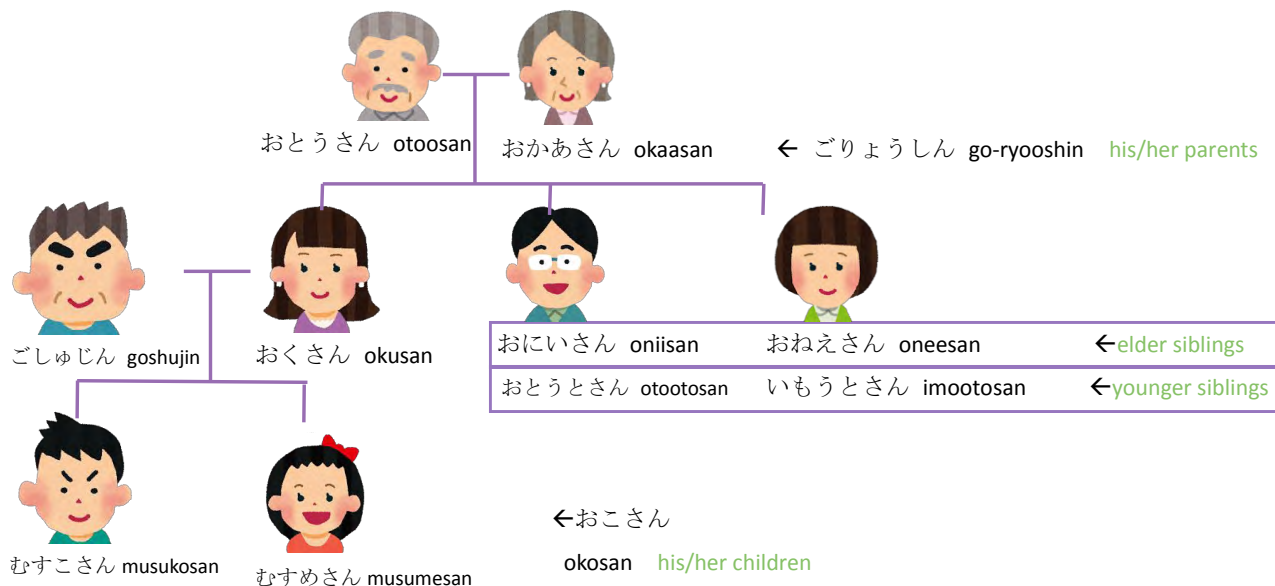 おとうさん otoosan おかあさん okaasan ← ごりょうしん go-ryooshin his/her parents
ごしゅじん goshujin おくさん okusan おにいさん oniisan おねえさん oneesan ←elder siblings
おとうとさん otootosan いもうとさん imootosan ←younger siblings
むすこさん musukosan むすめさん musumesan
←おこさん
okosan his/her children